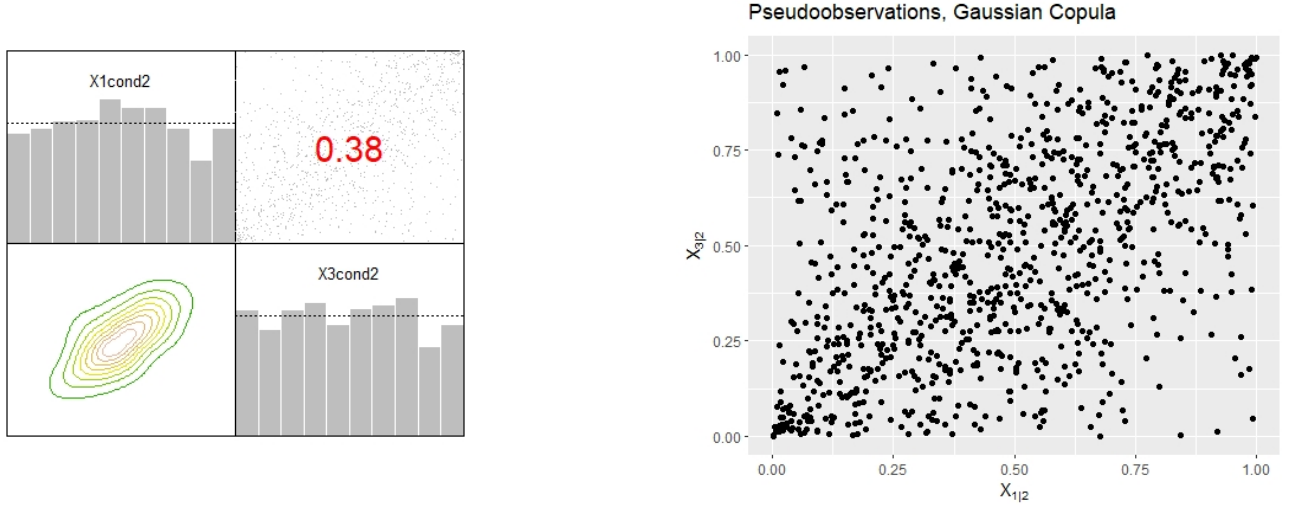 X1cond2
0.38
X3cond2
Pseudoobservations, Gaussian Copula
1.00
0.75
0.50
0.25
0.00
X3|2
0.00 0.25 0.50 0.75 1.00
X1|2